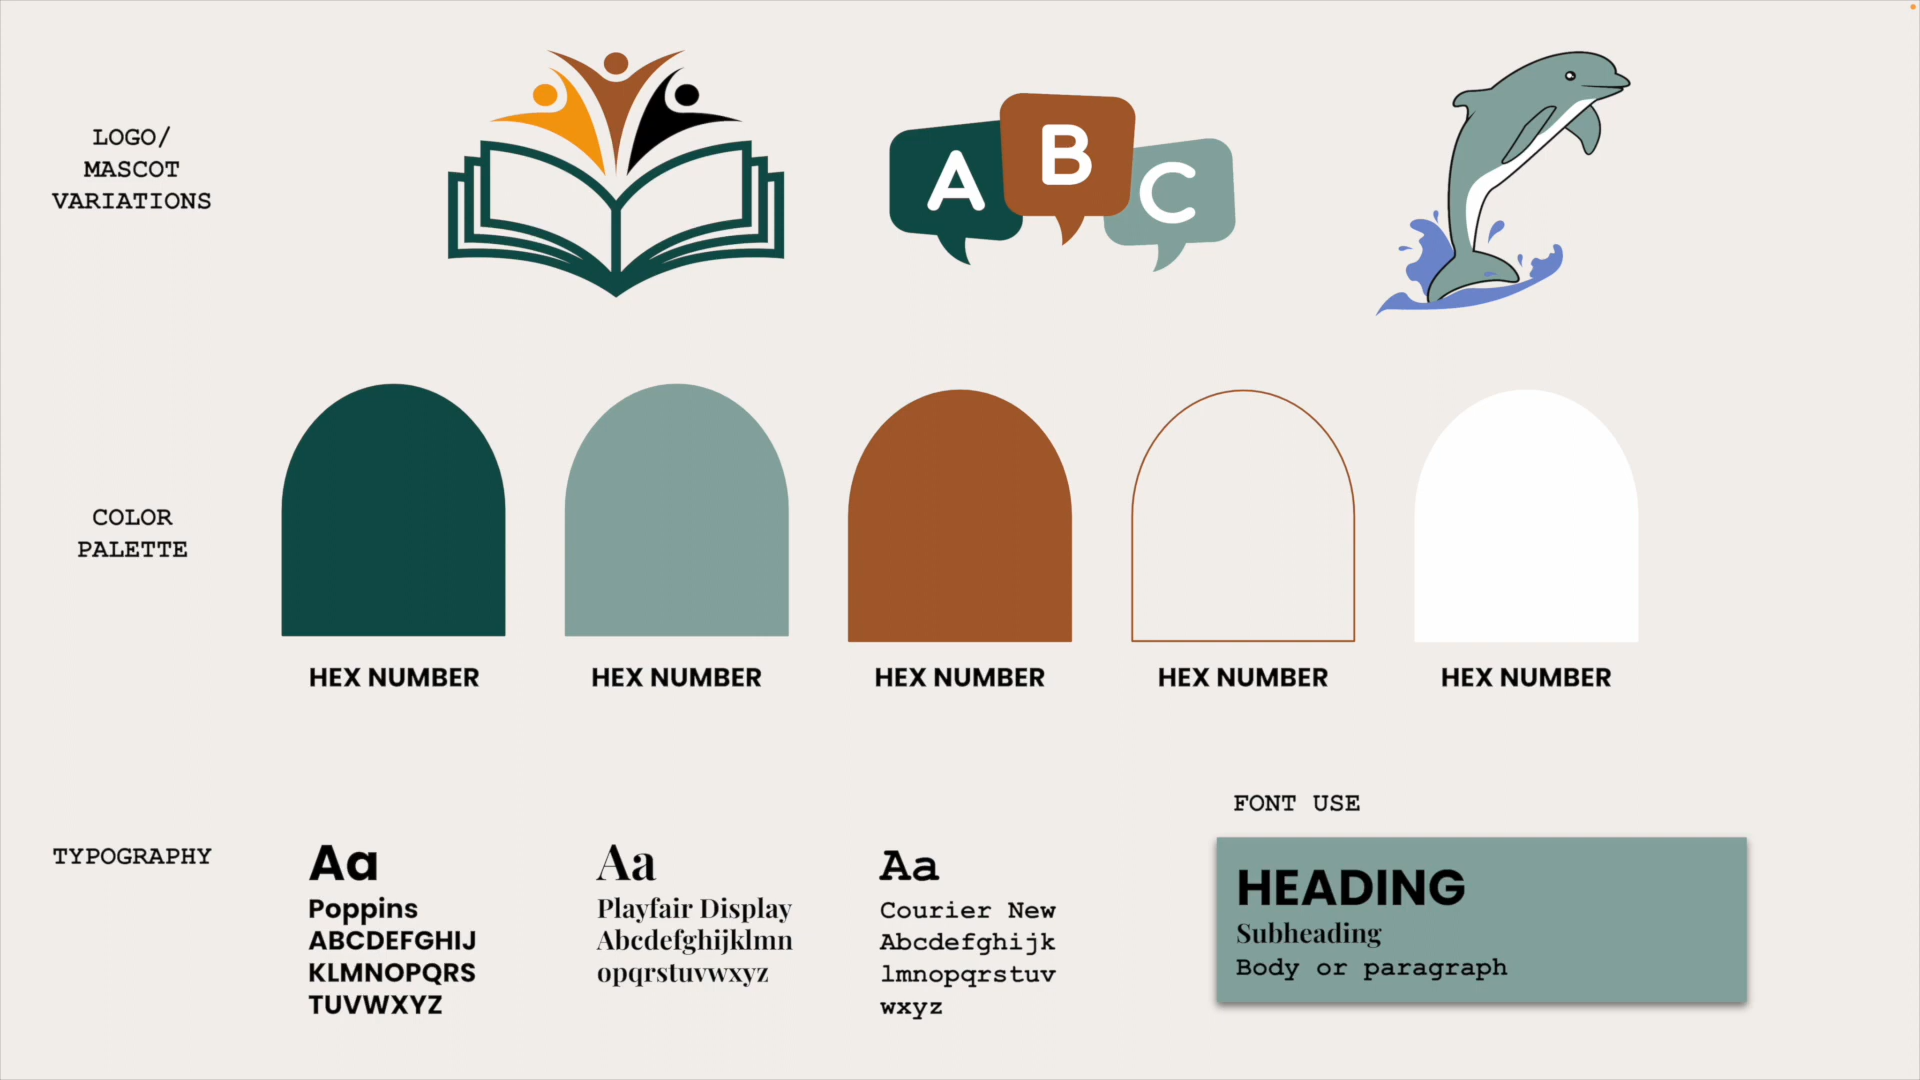 LOGO/
MASCOT
VARIATIONS
A B C
COLOR
PALETTE
HEX NUMBER
HEX NUMBER
HEX NUMBER
HEX NUMBER
HEX NUMBER
TYPOGRAPHY
Aa
Poppins
ABCDEFGHIJ
KLMNOPQRS
TUVWXYZ
Aa
Playfair Display
Abcdefghijklmn
opqrstuvwxyz
Aa
Courier New
Abcdefghijk
lmnopqrstuv
wxyz
FONT USE
HEADING
Subheading
Body or paragraph